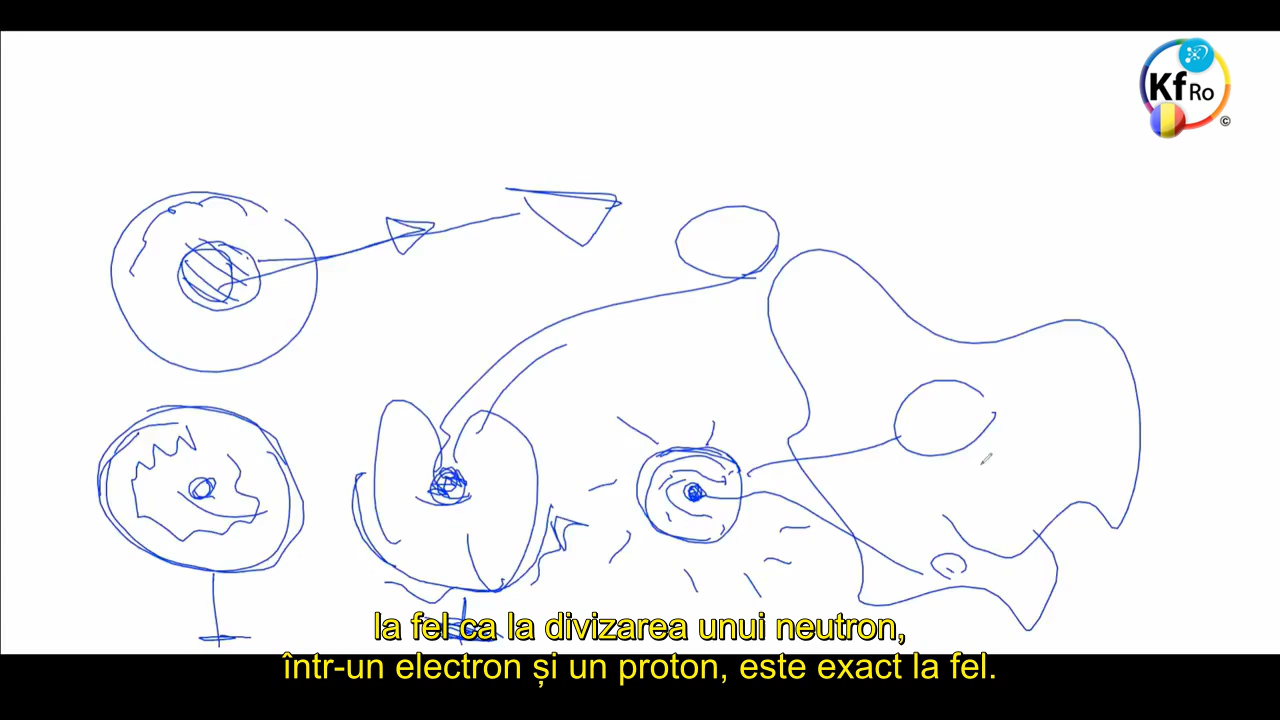 Kf Ro
©
la fel ca la divizarea unui neutron,
într-un electron și un proton, este exact la fel.